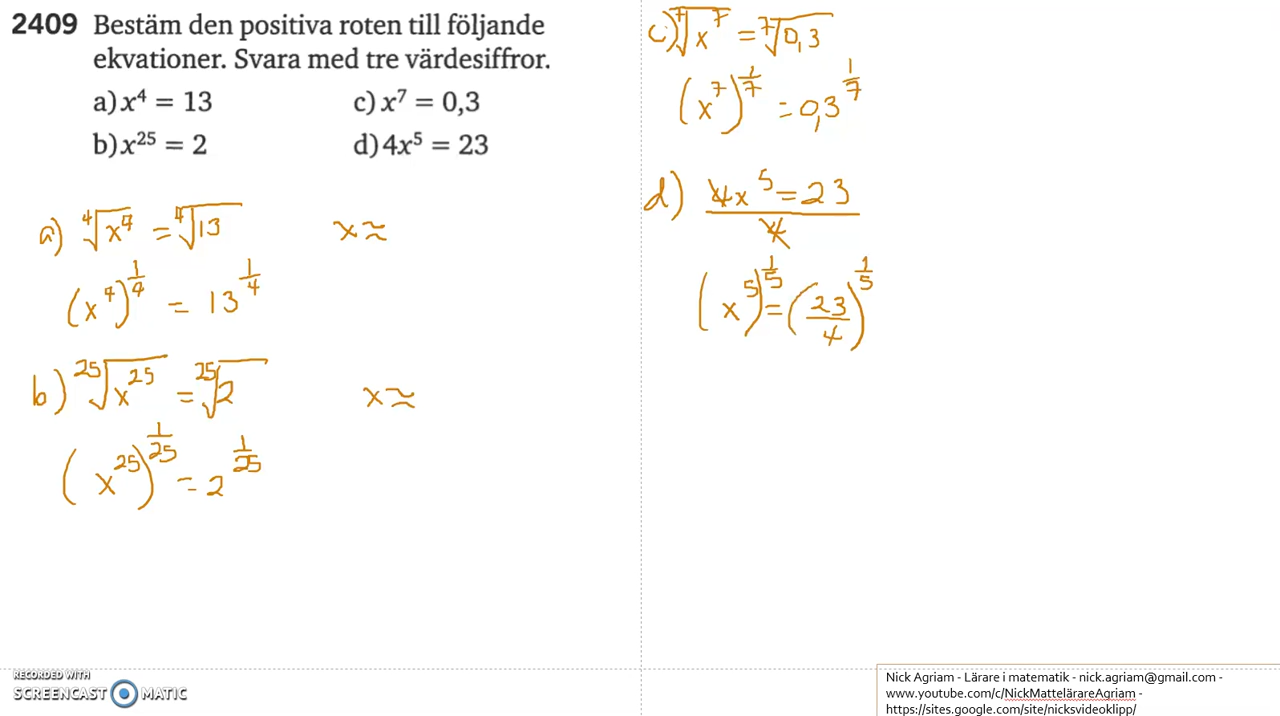 2409 Bestäm den positiva roten till följande
ekvationer. Svara med tre värdesiffror.
a) x⁴ = 13
c) x⁷ = 0,3
b) x²⁵ = 2
d) 4x⁵ = 23
a) ⁴√x⁴ = ⁴√13 x≈
(x⁴)^(1/4) = 13^(1/4)
b) ²⁵√x²⁵ = ²⁵√2 x≈
(x²⁵)^(1/25) = 2^(1/25)
c) ⁷√x⁷ = ⁷√0,3
(x⁷)^(1/7) = 0,3^(1/7)
d) 4x⁵ = 23
4
(x⁵)^(1/5) = (23/4)^(1/5)
RECORDED WITH
SCREENCAST MATIC
Nick Agriam - Lärare i matematik - nick.agriam@gmail.com -
www.youtube.com/c/NickMattelärareAgriam -
https://sites.google.com/site/nicksvideoklipp/